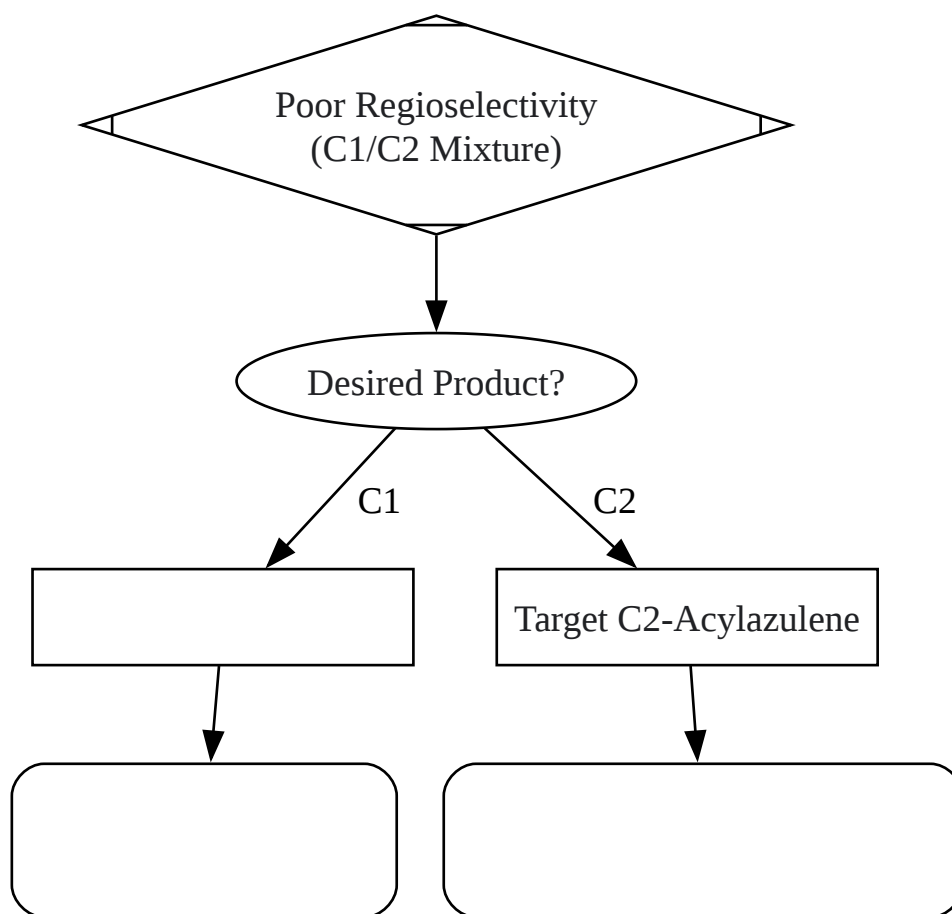 Poor Regioselectivity
(C1/C2 Mixture)
Desired Product?
C1
C2
Target C2-Acylazulene